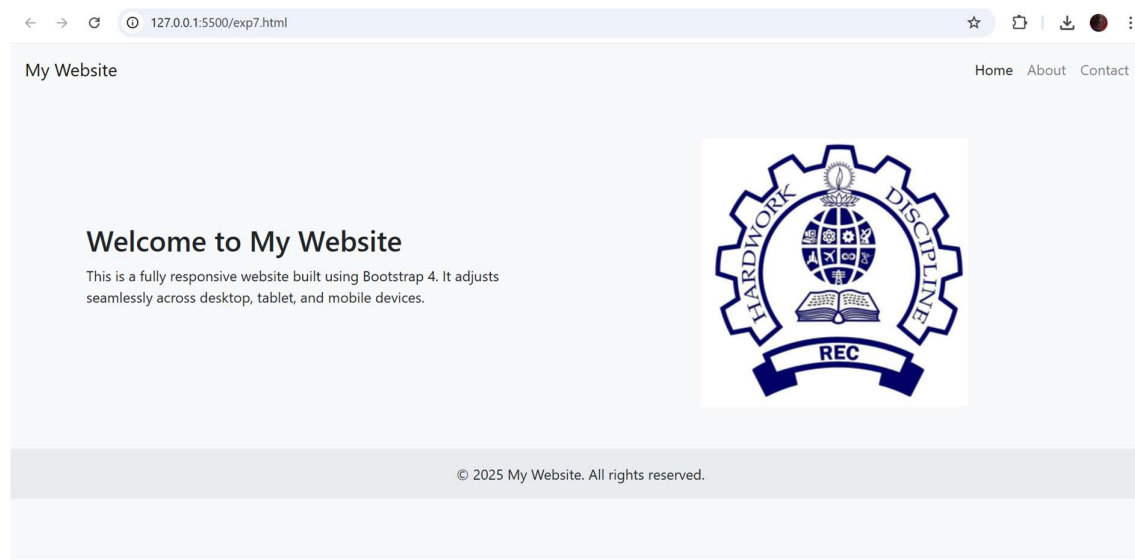 127.0.0.1:5500/exp7.html
My Website
Home About Contact
HARDWORK
DISCIPLINE
REC
Welcome to My Website
This is a fully responsive website built using Bootstrap 4. It adjusts
seamlessly across desktop, tablet, and mobile devices.
© 2025 My Website. All rights reserved.